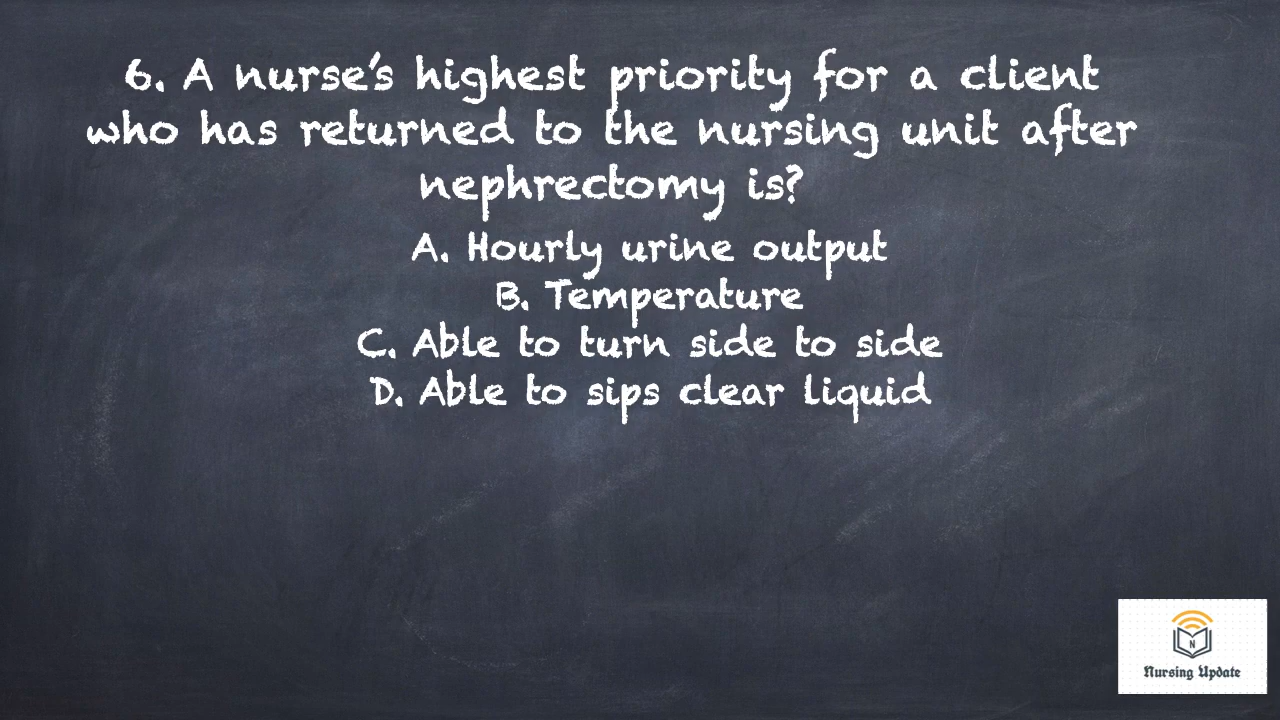 6. A nurse's highest priority for a client
who has returned to the nursing unit after
nephrectomy is?
A. Hourly urine output
B. Temperature
C. Able to turn side to side
D. Able to sips clear liquid
N
Nursing Update